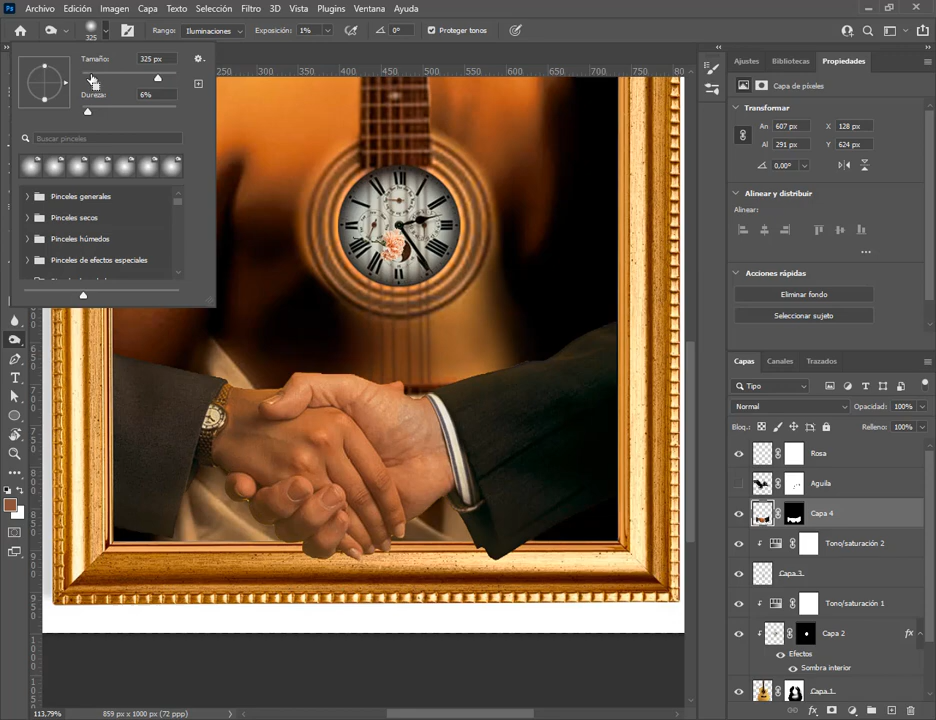 Ps Archivo Edición Imagen Capa Texto Selección Filtro 3D Vista Plugins Ventana Ayuda
325 Rango: Iluminaciones Exposición: 1% 0° Proteger tonos
Tamaño: 325 px
Dureza: 6%
Buscar pinceles
Pinceles generales
Pinceles secos
Pinceles húmedos
Pinceles de efectos especiales
250 300 350 400 450 500 550 600 650 700 750 80
Ajustes Bibliotecas Propiedades
Capa de píxeles
Transformar
An 607 px X 128 px
Al 291 px Y 624 px
0,00°
Alinear y distribuir
Alinear:
Acciones rápidas
Eliminar fondo
Seleccionar sujeto
Capas Canales Trazados
Tipo
Normal Opacidad: 100%
Bloq.: Relleno: 100%
Rosa
Aguila
Capa 4
Tono/saturación 2
Capa 3
Tono/saturación 1
Capa 2 fx
Efectos
Sombra interior
Capa 1
113,79% 859 px x 1000 px (72 ppp)